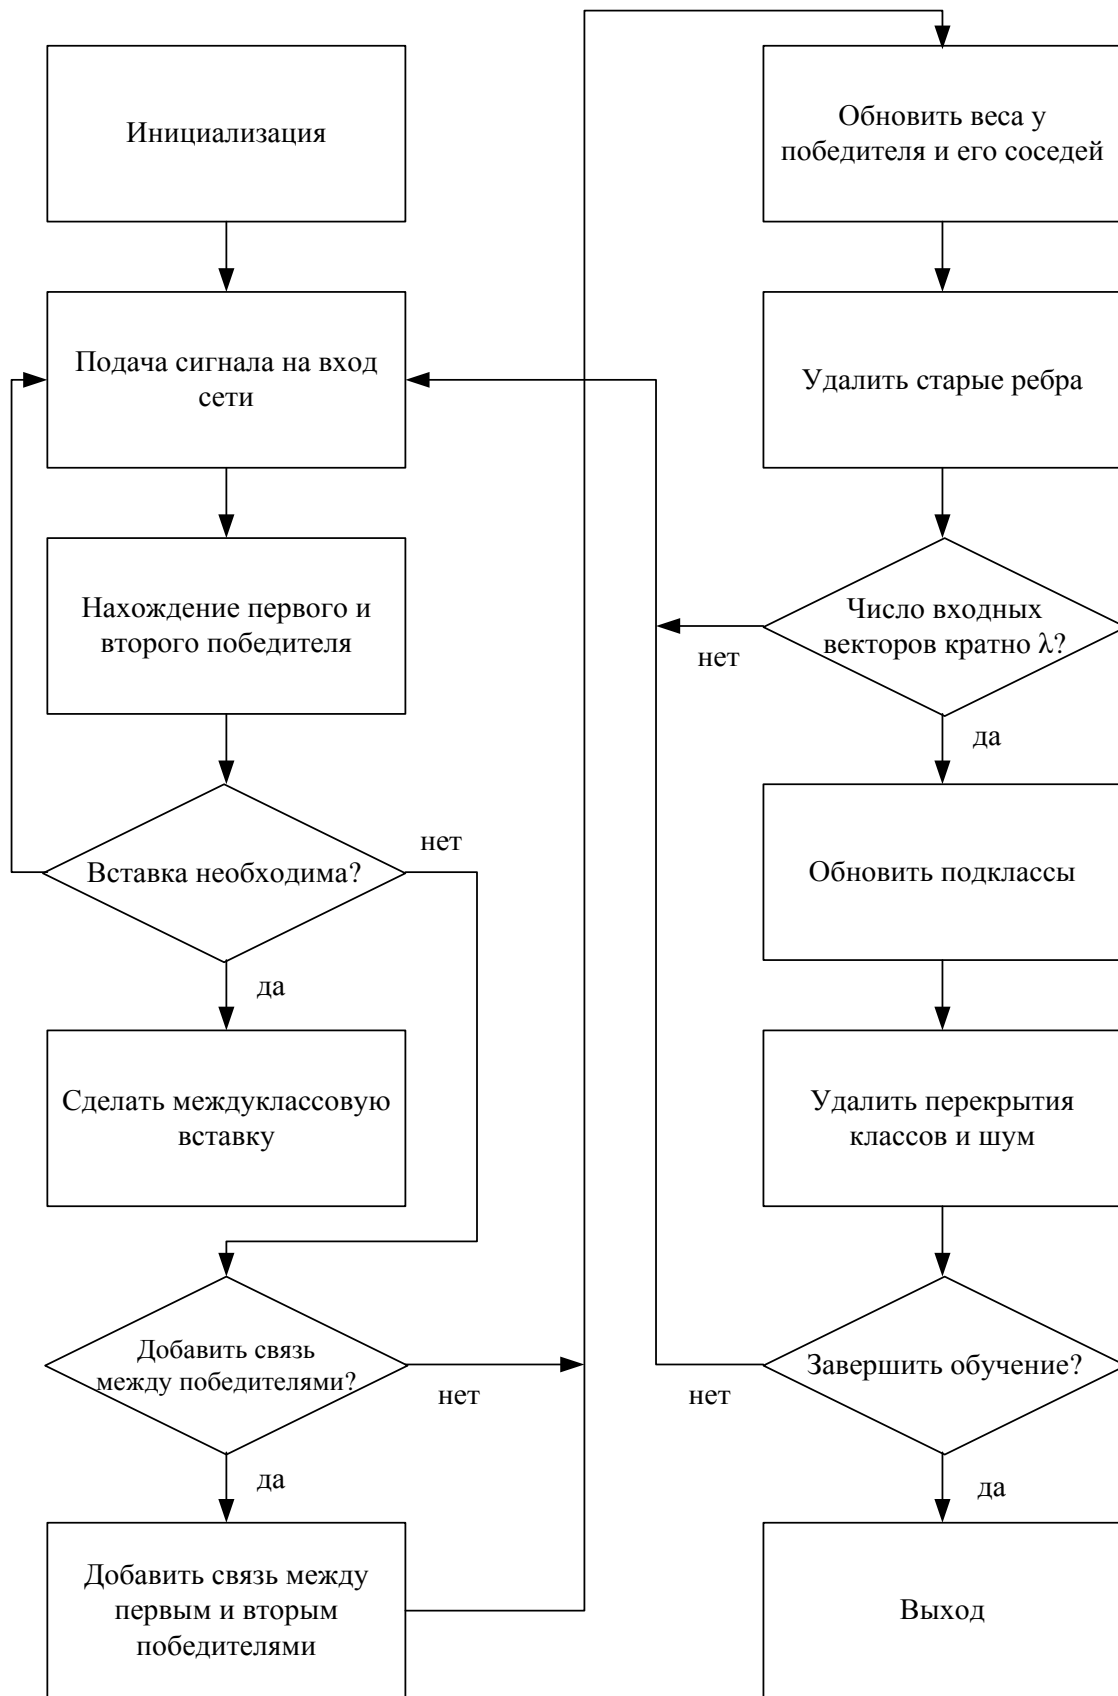 Инициализация
Подача сигнала на вход
сети
Нахождение первого и
второго победителя
Вставка необходима?
нет
да
Сделать междуклассовую
вставку
Добавить связь
между победителями?
нет
да
Добавить связь между
первым и вторым
победителями
Обновить веса у
победителя и его соседей
Удалить старые ребра
Число входных
векторов кратно λ?
нет
да
Обновить подклассы
Удалить перекрытия
классов и шум
Завершить обучение?
нет
да
Выход